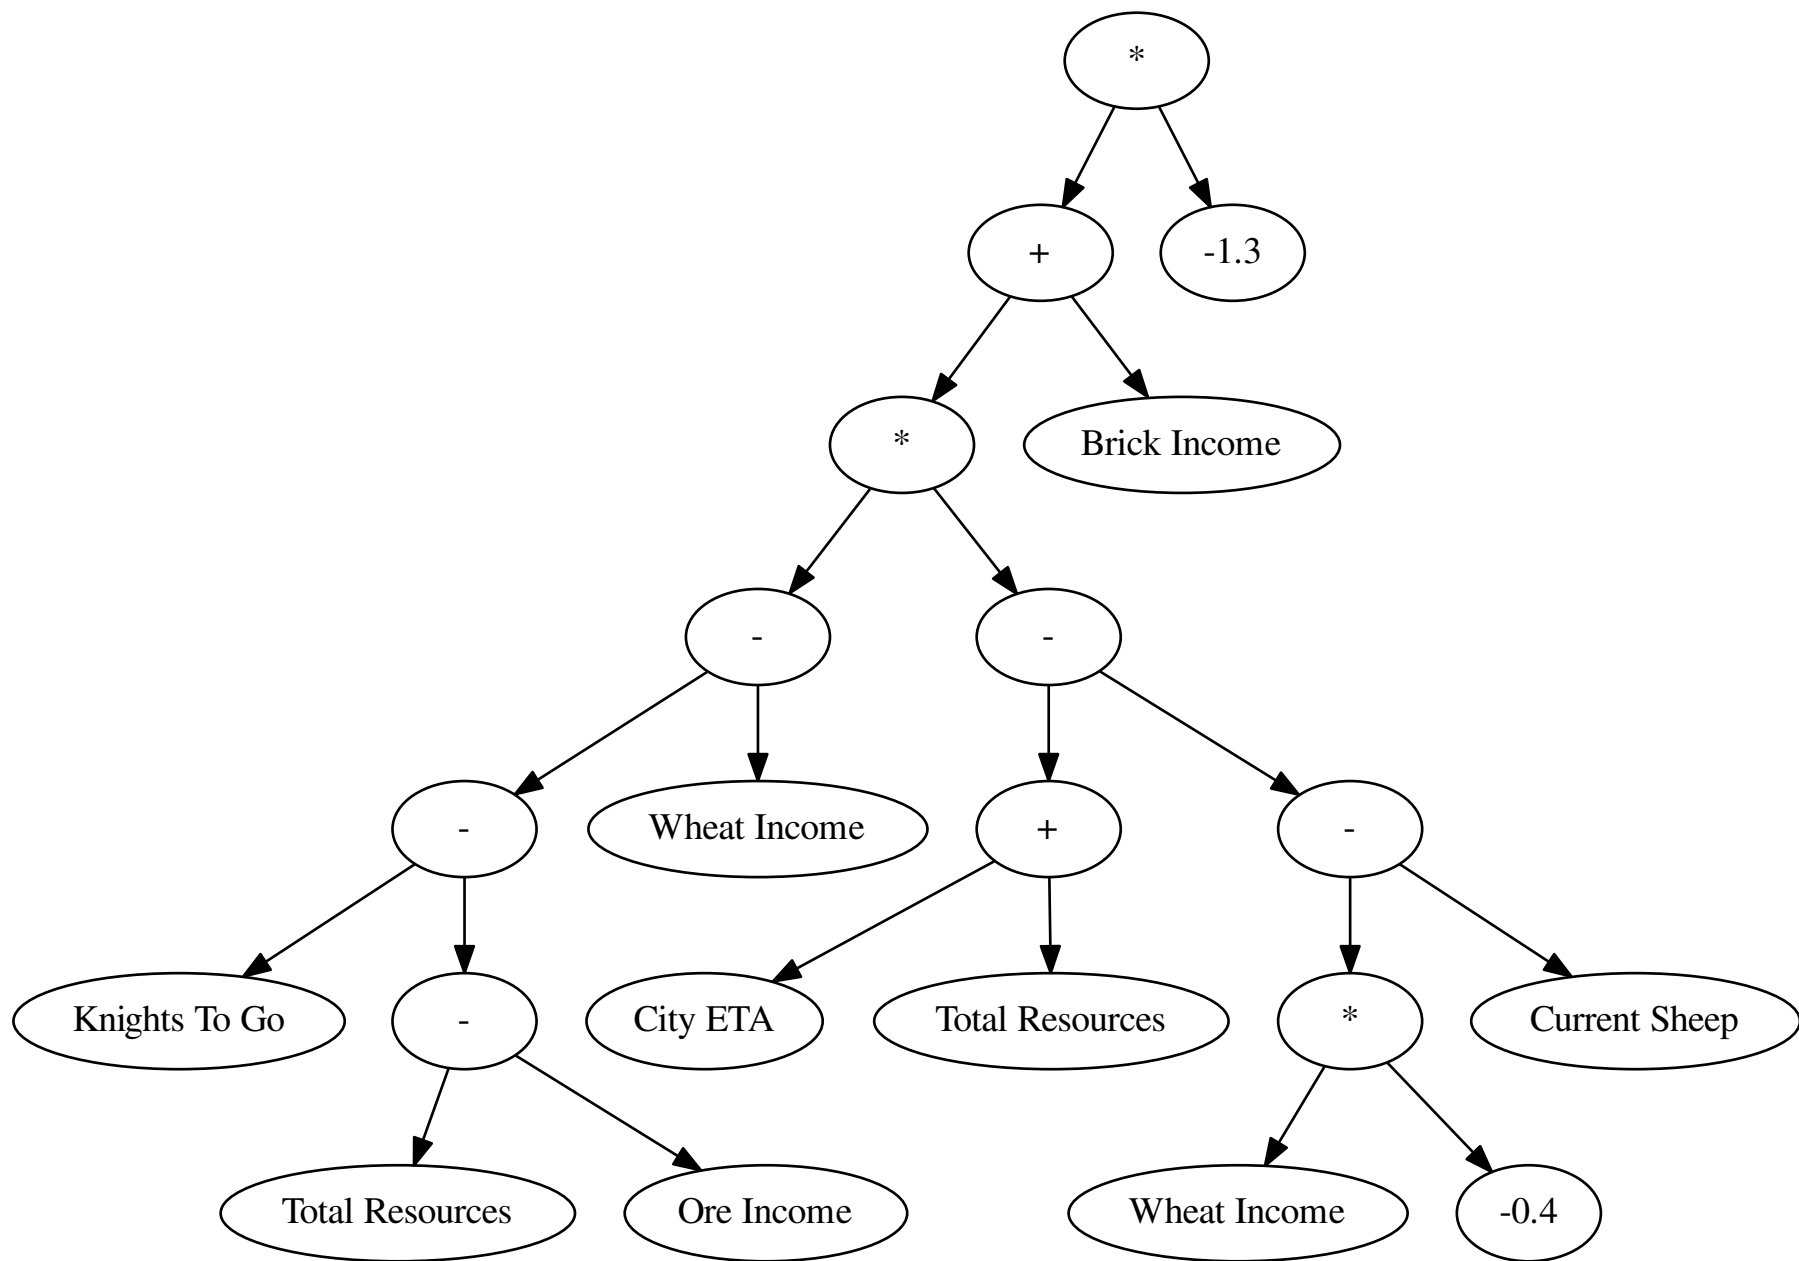 *
+
-1.3
*
Brick Income
-
-
-
Wheat Income
+
-
Knights To Go
-
City ETA
Total Resources
*
Current Sheep
Total Resources
Ore Income
Wheat Income
-0.4